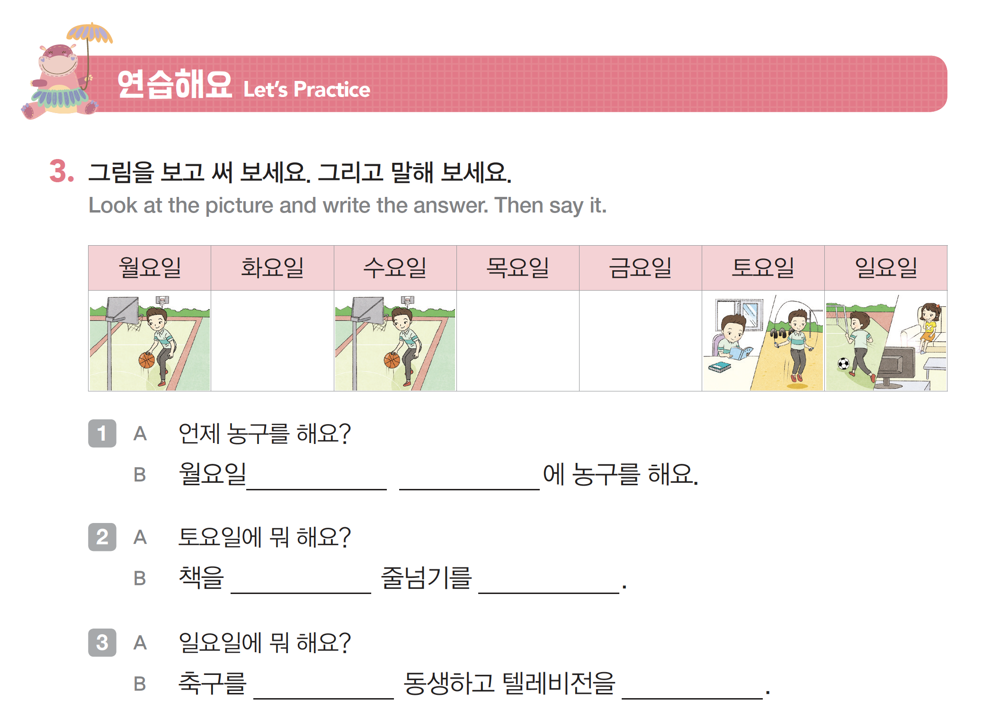 연습해요 Let's Practice
3. 그림을 보고 써 보세요. 그리고 말해 보세요.
Look at the picture and write the answer. Then say it.
월요일 화요일 수요일 목요일 금요일 토요일 일요일
1 A 언제 농구를 해요?
B 월요일__________ __________에 농구를 해요.
2 A 토요일에 뭐 해요?
B 책을 __________ 줄넘기를 __________.
3 A 일요일에 뭐 해요?
B 축구를 __________ 동생하고 텔레비전을 __________.